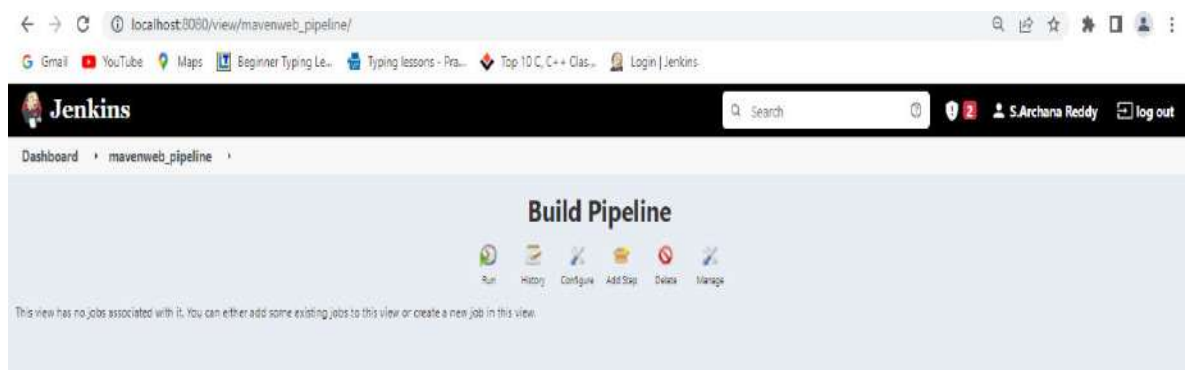 localhost:8080/view/mavenweb_pipeline/
Gmail YouTube Maps Beginner Typing Le... Typing lessons - Pra... Top 10 C, C++ Clas... Login | Jenkins
Jenkins Search 2 S.Archana Reddy log out
Dashboard mavenweb_pipeline
Build Pipeline
Run History Configure Add Step Delete Manage
This view has no jobs associated with it. You can either add some existing jobs to this view or create a new job in this view.